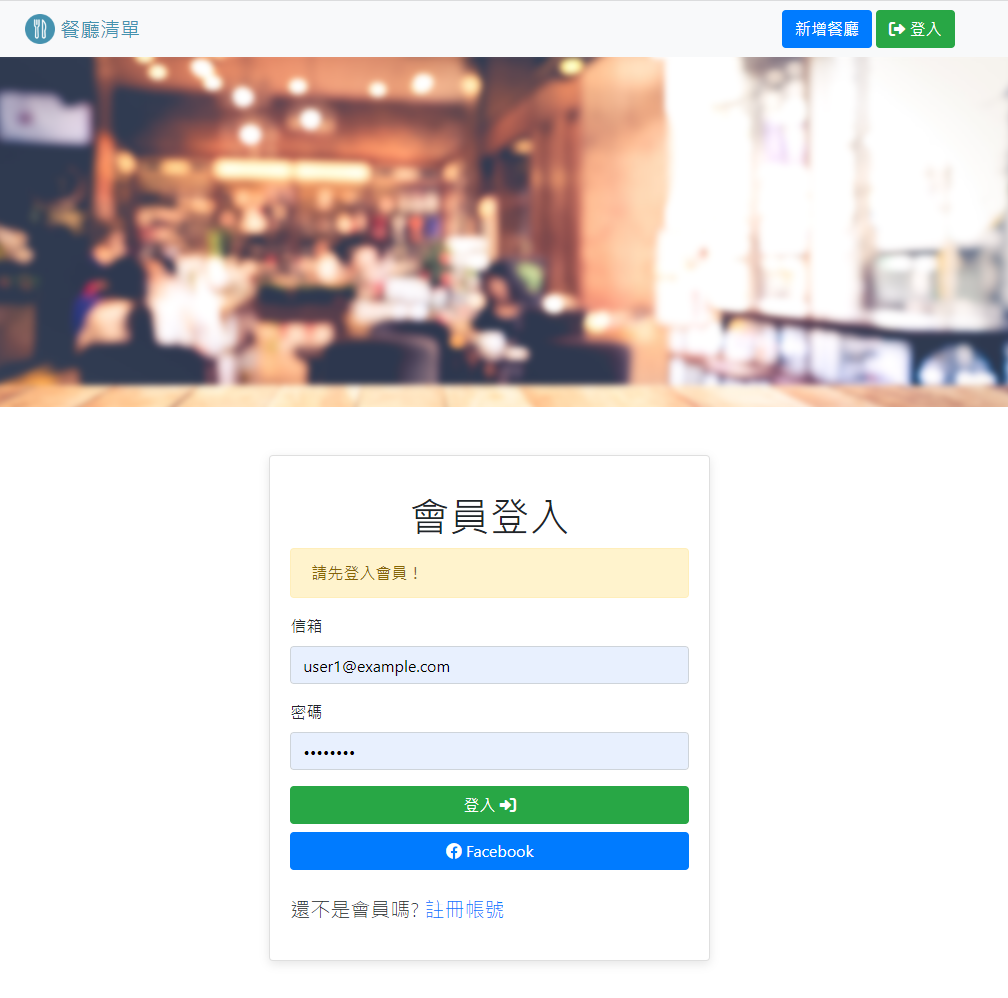 餐廳清單
新增餐廳 登入
會員登入
請先登入會員！
信箱
user1@example.com
密碼
••••••••
登入
Facebook
還不是會員嗎? 註冊帳號